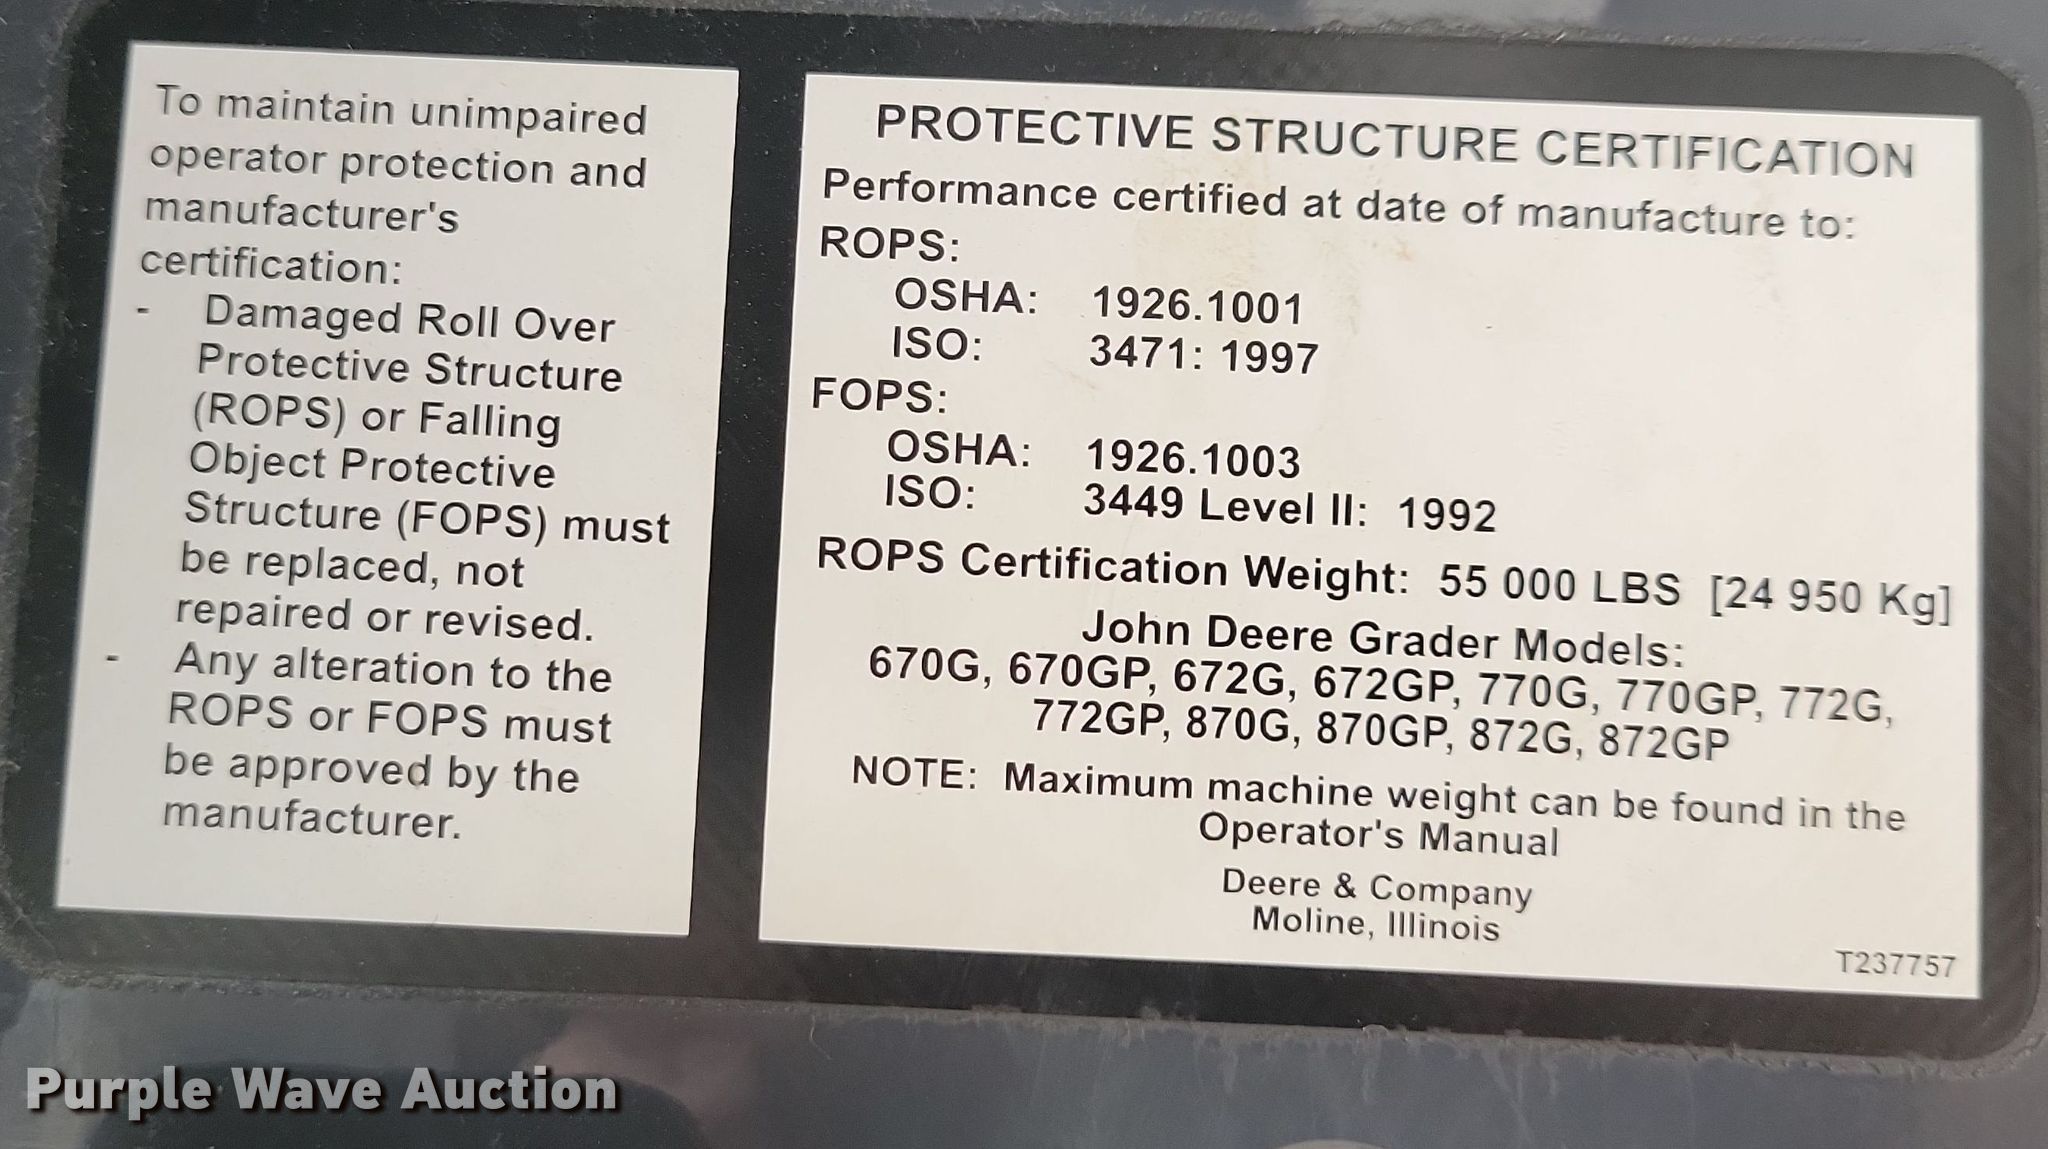 To maintain unimpaired
operator protection and
manufacturer's
certification:
- Damaged Roll Over
Protective Structure
(ROPS) or Falling
Object Protective
Structure (FOPS) must
be replaced, not
repaired or revised.
- Any alteration to the
ROPS or FOPS must
be approved by the
manufacturer.
PROTECTIVE STRUCTURE CERTIFICATION
Performance certified at date of manufacture to:
ROPS:
OSHA: 1926.1001
ISO: 3471: 1997
FOPS:
OSHA: 1926.1003
ISO: 3449 Level II: 1992
ROPS Certification Weight: 55 000 LBS [24 950 Kg]
John Deere Grader Models:
670G, 670GP, 672G, 672GP, 770G, 770GP, 772G,
772GP, 870G, 870GP, 872G, 872GP
NOTE: Maximum machine weight can be found in the
Operator's Manual
Deere & Company
Moline, Illinois
T237757
Purple Wave Auction